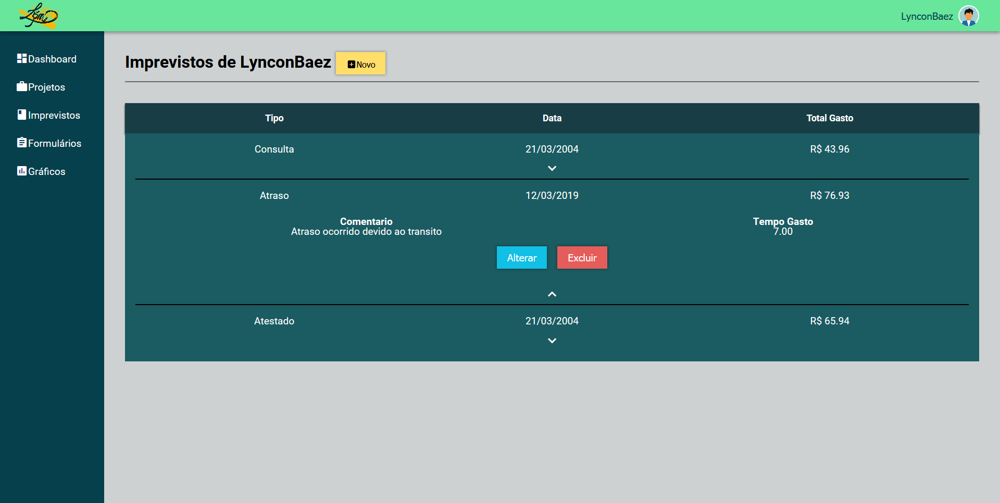 LynconBaez
Dashboard
Projetos
Imprevistos
Formulários
Gráficos
Imprevistos de LynconBaez
Novo
Tipo Data Total Gasto
Consulta 21/03/2004 R$ 43.96
Atraso 12/03/2019 R$ 76.93
Comentario Tempo Gasto
Atraso ocorrido devido ao transito 7.00
Alterar Excluir
Atestado 21/03/2004 R$ 65.94